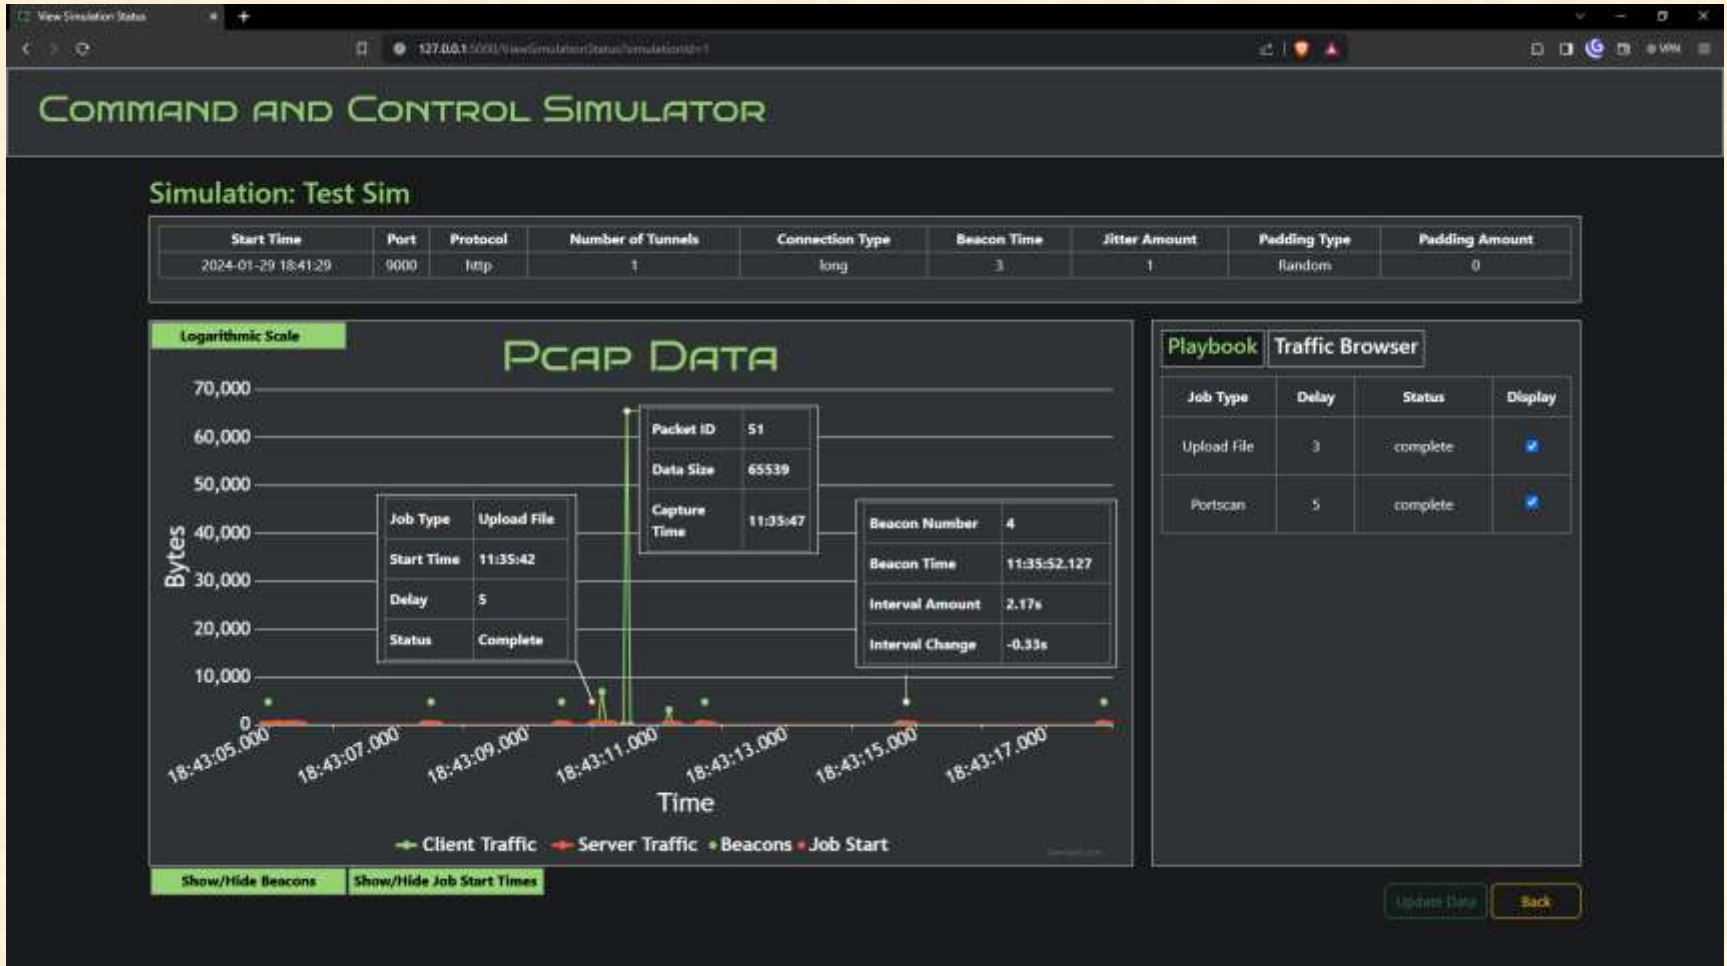 View Simulation Status
127.0.0.1:5000/ViewSimulationStatus?simulationId=1
VPN
Command and Control Simulator
Simulation: Test Sim
Start Time Port Protocol Number of Tunnels Connection Type Beacon Time Jitter Amount Padding Type Padding Amount
2024-01-29 18:41:29 9000 http 1 long 3 1 Random 0
Logarithmic Scale
Pcap Data
70,000
60,000
50,000
40,000
30,000
20,000
10,000
0
Bytes
Job Type Upload File
Start Time 11:35:42
Delay 5
Status Complete
Packet ID 51
Data Size 65539
Capture
Time 11:35:47
Beacon Number 4
Beacon Time 11:35:52.127
Interval Amount 2.17s
Interval Change -0.33s
18:43:05.000 18:43:07.000 18:43:09.000 18:43:11.000 18:43:13.000 18:43:15.000 18:43:17.000
Time
Client Traffic Server Traffic Beacons Job Start
Show/Hide Beacons Show/Hide Job Start Times
Playbook Traffic Browser
Job Type Delay Status Display
Upload File 3 complete
Portscan 5 complete
Update Data Back